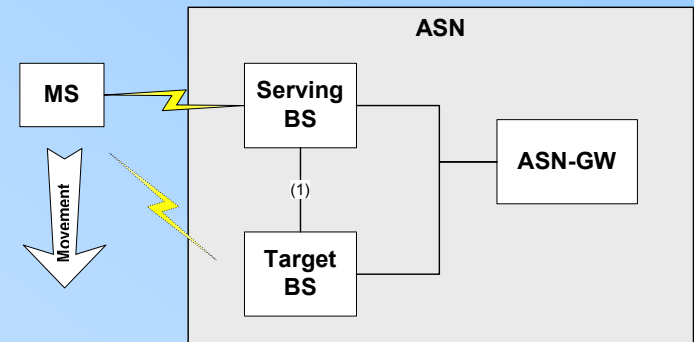 ASN
MS
Serving
BS
ASN-GW
(1)
Movement
Target
BS